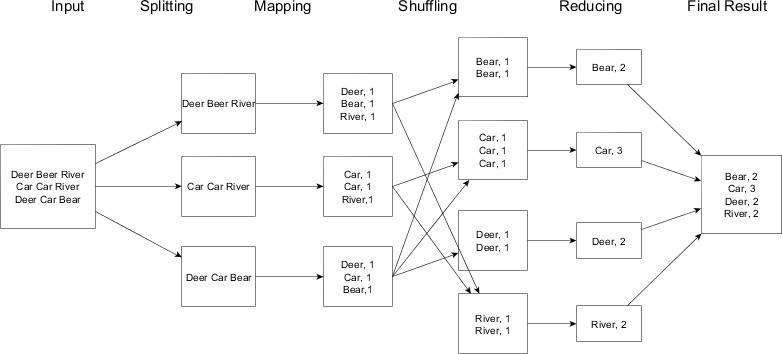 Input Splitting Mapping Shuffling Reducing Final Result
Deer Beer River
Car Car River
Deer Car Bear
Deer Beer River
Car Car River
Deer Car Bear
Deer, 1
Bear, 1
River, 1
Car, 1
Car, 1
River,1
Deer, 1
Car, 1
Bear,1
Bear, 1
Bear, 1
Car, 1
Car, 1
Car, 1
Deer, 1
Deer, 1
River, 1
River, 1
Bear, 2
Car, 3
Deer, 2
River, 2
Bear, 2
Car, 3
Deer, 2
River, 2